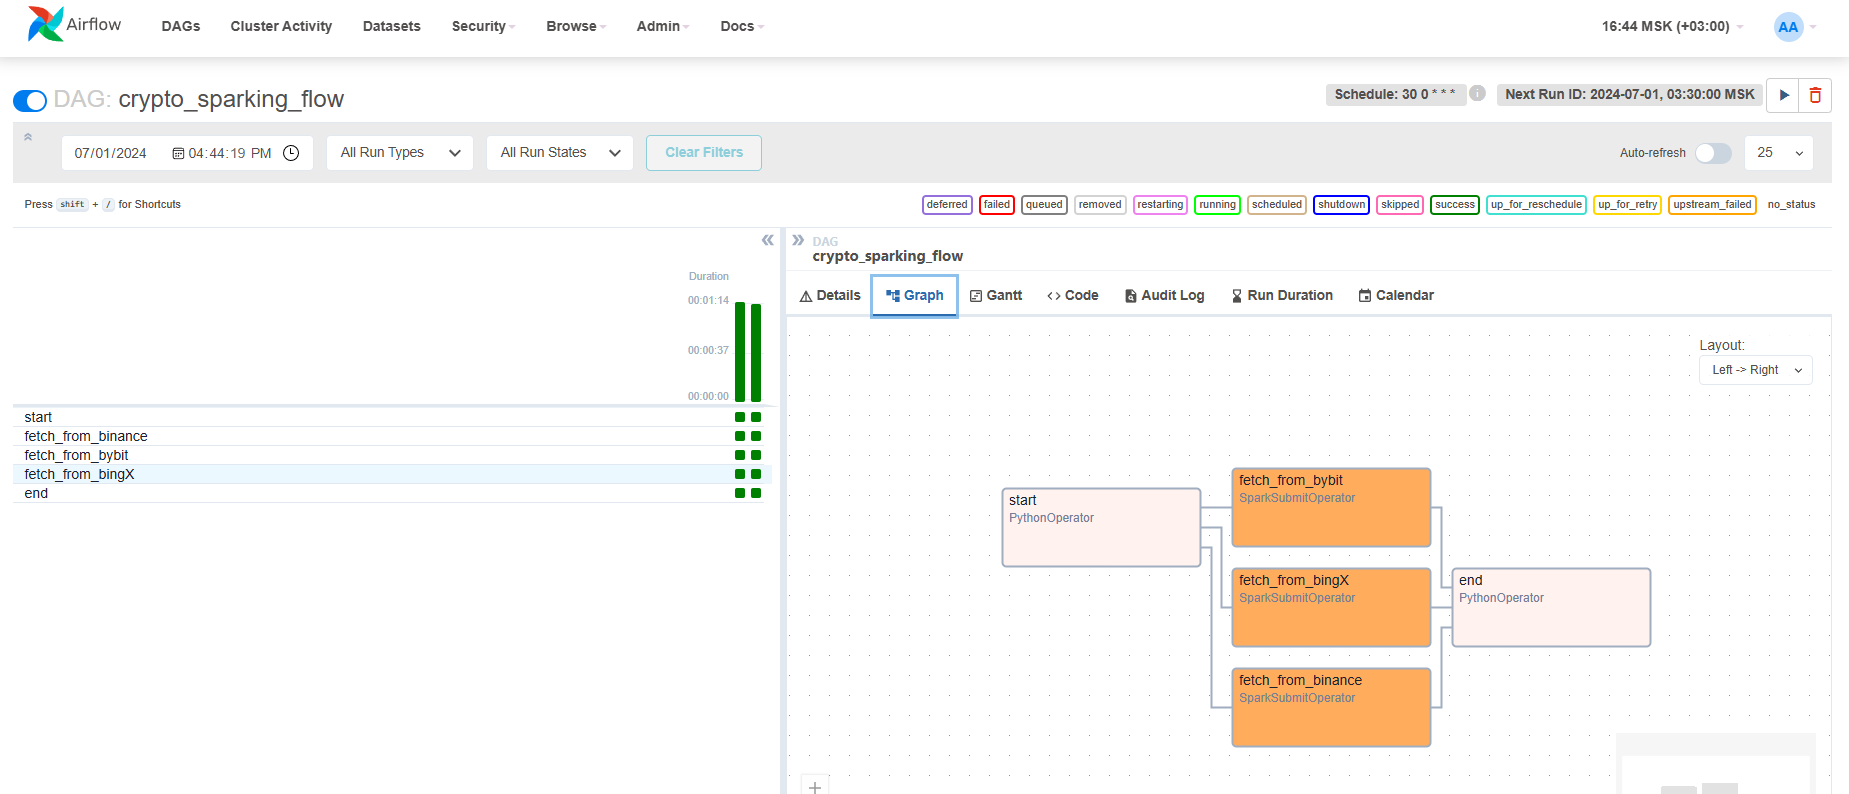 Airflow DAGs Cluster Activity Datasets Security Browse Admin Docs 16:44 MSK (+03:00) AA
DAG: crypto_sparking_flow Schedule: 30 0 * * * i Next Run ID: 2024-07-01, 03:30:00 MSK
07/01/2024 04:44:19 PM All Run Types All Run States Clear Filters Auto-refresh 25
Press shift + / for Shortcuts deferred failed queued removed restarting running scheduled shutdown skipped success up_for_reschedule up_for_retry upstream_failed no_status
Duration
00:01:14
00:00:37
00:00:00
start
fetch_from_binance
fetch_from_bybit
fetch_from_bingX
end
DAG
crypto_sparking_flow
Details Graph Gantt Code Audit Log Run Duration Calendar
Layout:
Left -> Right
start
PythonOperator
fetch_from_bybit
SparkSubmitOperator
fetch_from_bingX
SparkSubmitOperator
fetch_from_binance
SparkSubmitOperator
end
PythonOperator